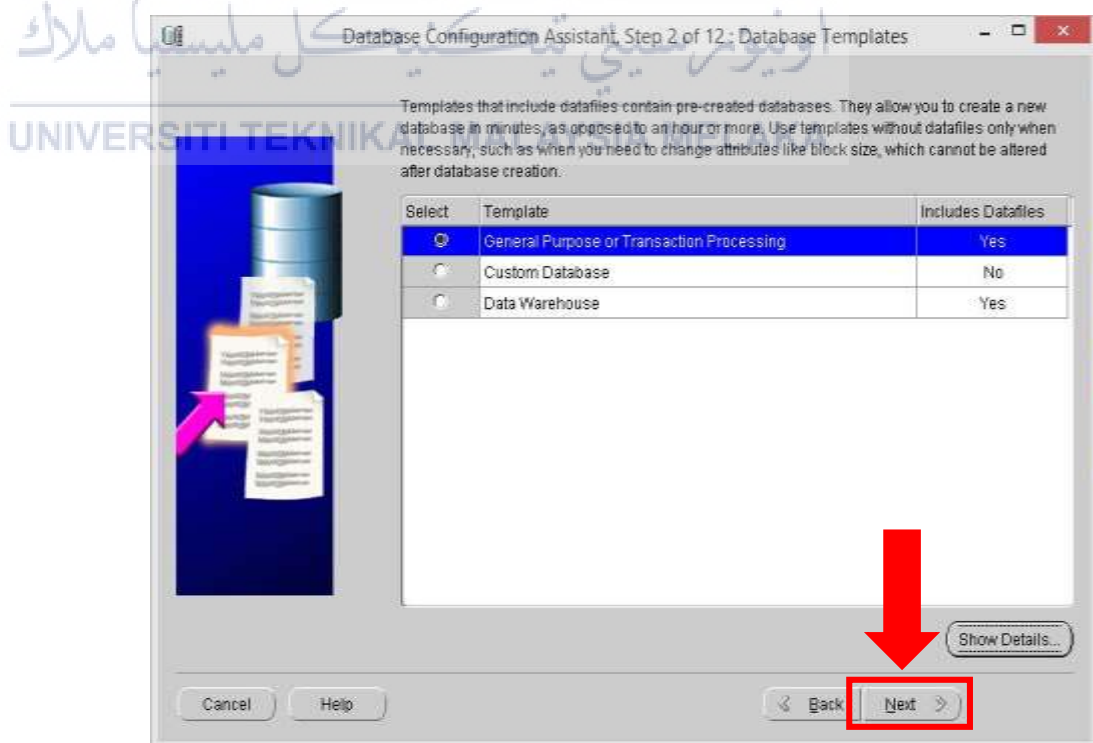 اونيورسيتي تيكنيكل مليسيا ملاك
Database Configuration Assistant, Step 2 of 12 : Database Templates
UNIVERSITI TEKNIKAL MALAYSIA MELAKA
Templates that include datafiles contain pre-created databases. They allow you to create a new
database in minutes, as opposed to an hour or more. Use templates without datafiles only when
necessary, such as when you need to change attributes like block size, which cannot be altered
after database creation.
Select Template Includes Datafiles
General Purpose or Transaction Processing Yes
Custom Database No
Data Warehouse Yes
Show Details...
Cancel Help Back Next